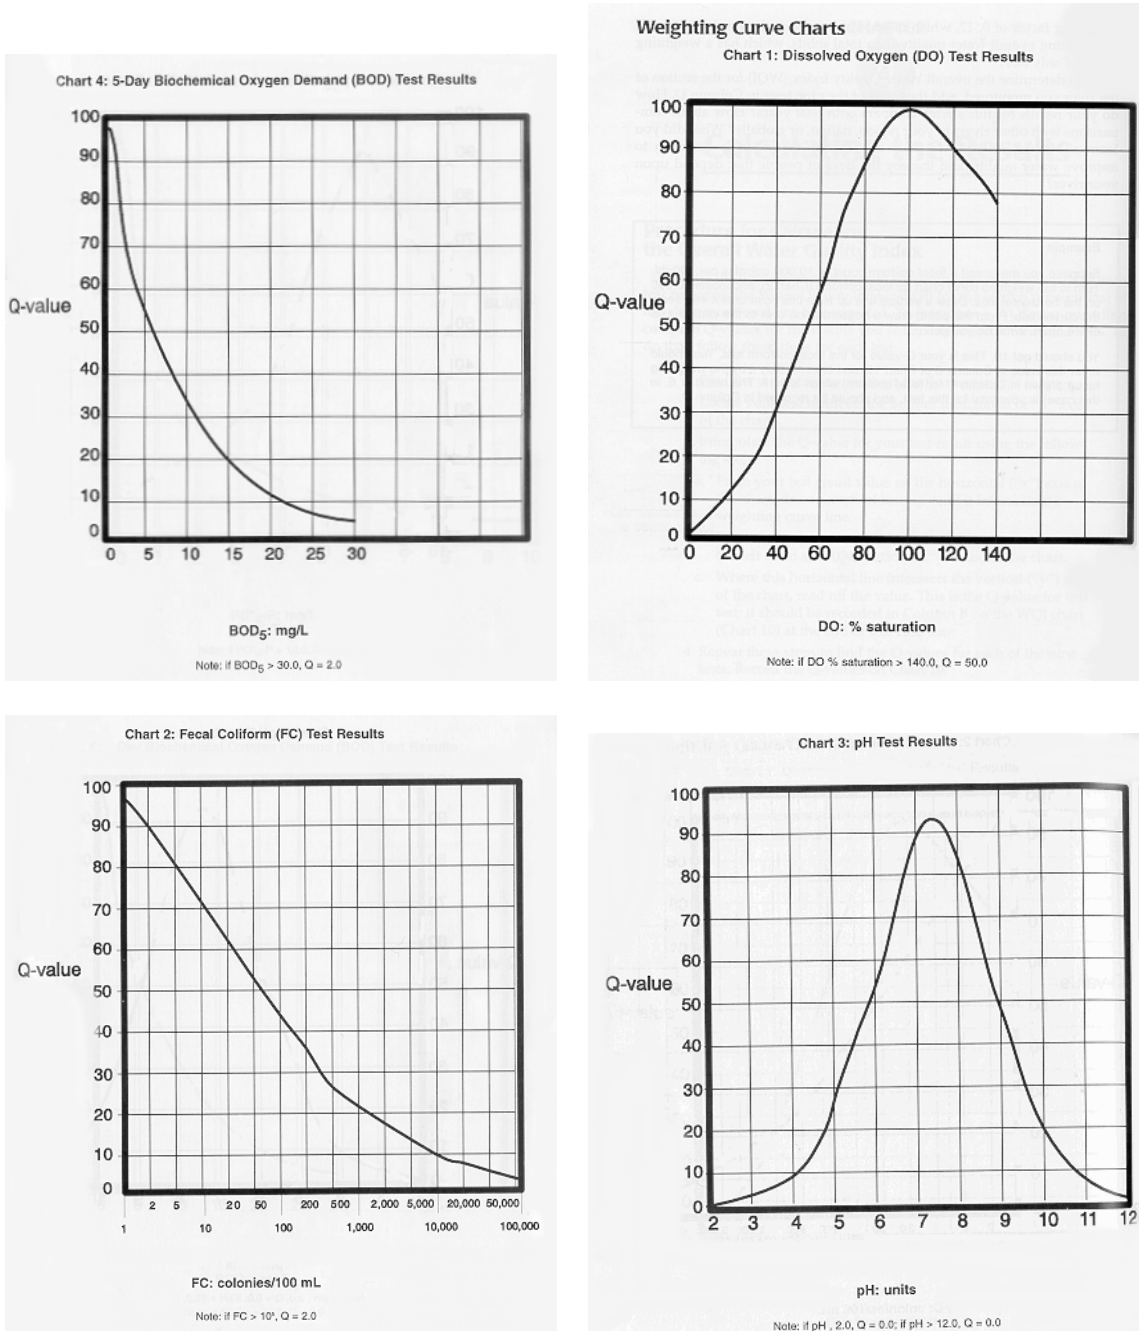 Chart 4: 5-Day Biochemical Oxygen Demand (BOD) Test Results
100
90
80
70
60
Q-value
50
40
30
20
10
0
0 5 10 15 20 25 30
BOD5: mg/L
Note: if BOD5 > 30.0, Q = 2.0
Weighting Curve Charts
Chart 1: Dissolved Oxygen (DO) Test Results
100
90
80
70
60
Q-value
50
40
30
20
10
0
0 20 40 60 80 100 120 140
DO: % saturation
Note: if DO % saturation > 140.0, Q = 50.0
Chart 2: Fecal Coliform (FC) Test Results
100
90
80
70
60
Q-value
50
40
30
20
10
0
2 5 20 50 200 500 2,000 5,000 20,000 50,000
1 10 100 1,000 10,000 100,000
FC: colonies/100 mL
Note: if FC > 10⁵, Q = 2.0
Chart 3: pH Test Results
100
90
80
70
60
Q-value
50
40
30
20
10
0
2 3 4 5 6 7 8 9 10 11 12
pH: units
Note: if pH , 2.0, Q = 0.0; if pH > 12.0, Q = 0.0